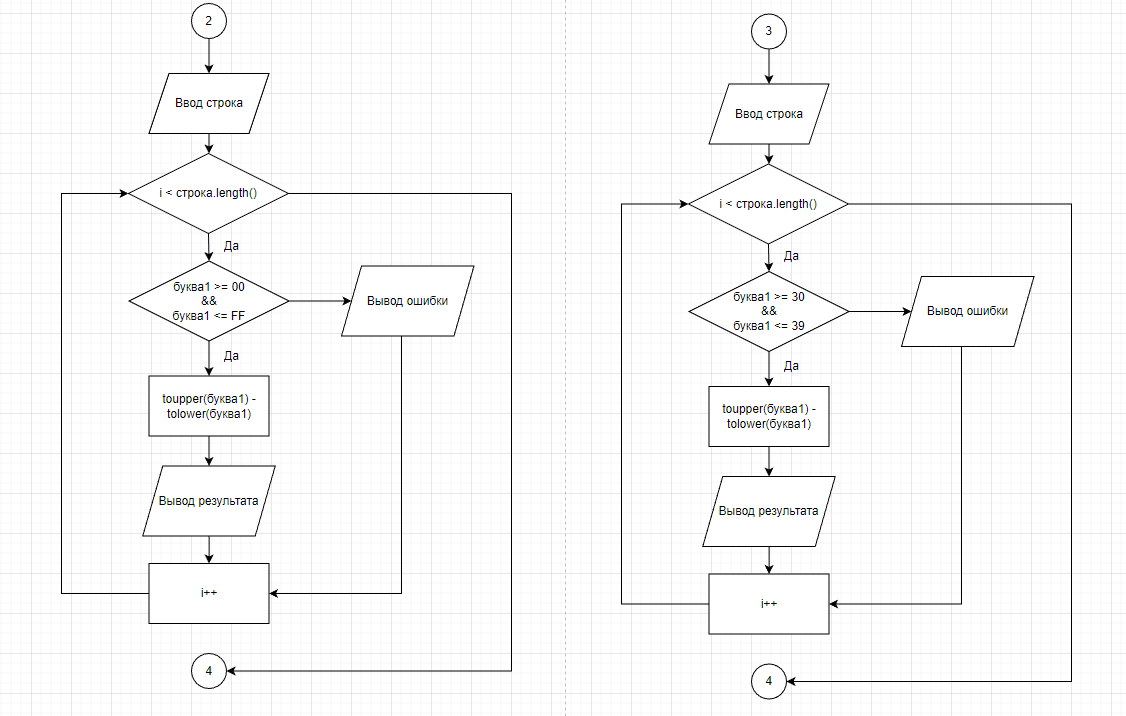 2
Ввод строка
i < строка.length()
Да
буква1 >= 00
&&
буква1 <= FF
Вывод ошибки
Да
toupper(буква1) -
tolower(буква1)
Вывод результата
i++
4
3
Ввод строка
i < строка.length()
Да
буква1 >= 30
&&
буква1 <= 39
Вывод ошибки
Да
toupper(буква1) -
tolower(буква1)
Вывод результата
i++
4